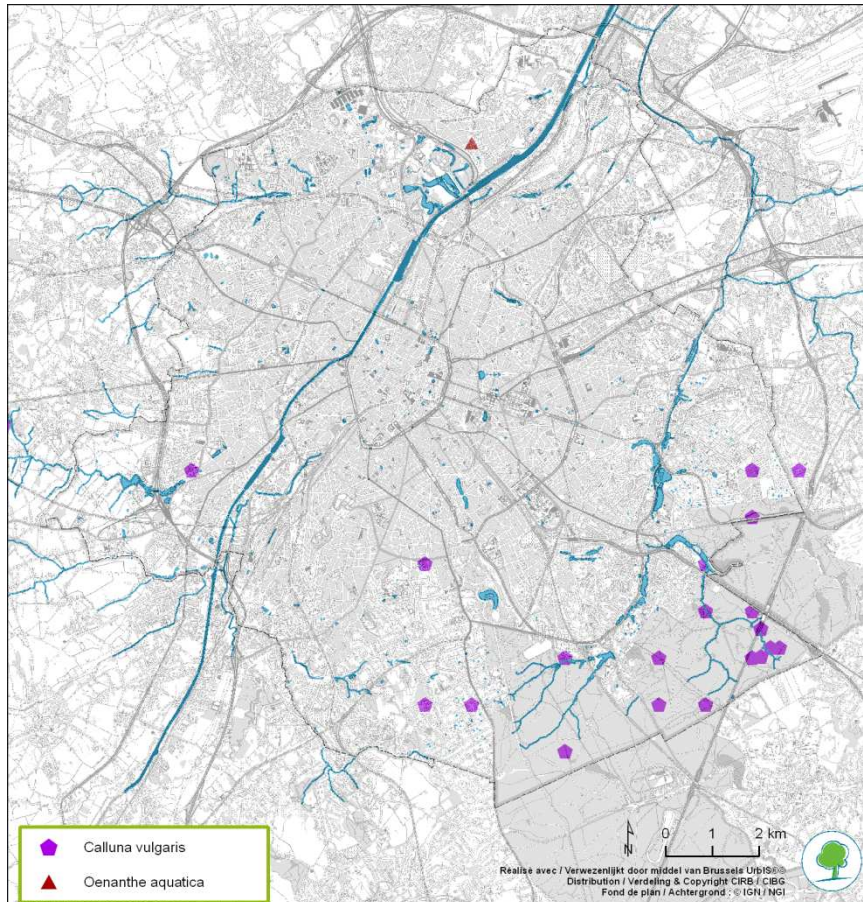 Calluna vulgaris
Oenanthe aquatica
N
0 1 2 km
Réalisé avec / Verwezenlijkt door middel van Brussels UrbIS®©
Distribution / Verdeling & Copyright CIRB / CIBG
Fond de plan / Achtergrond : © IGN / NGI